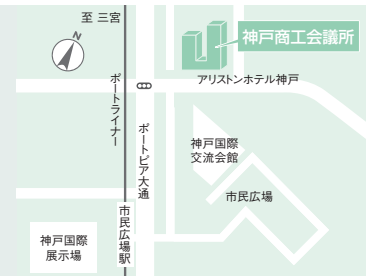 至 三宮
N
神戸商工会議所
アリストンホテル神戸
ポートライナー
ポートピア大通
神戸国際
交流会館
市民広場
市民広場駅
神戸国際
展示場